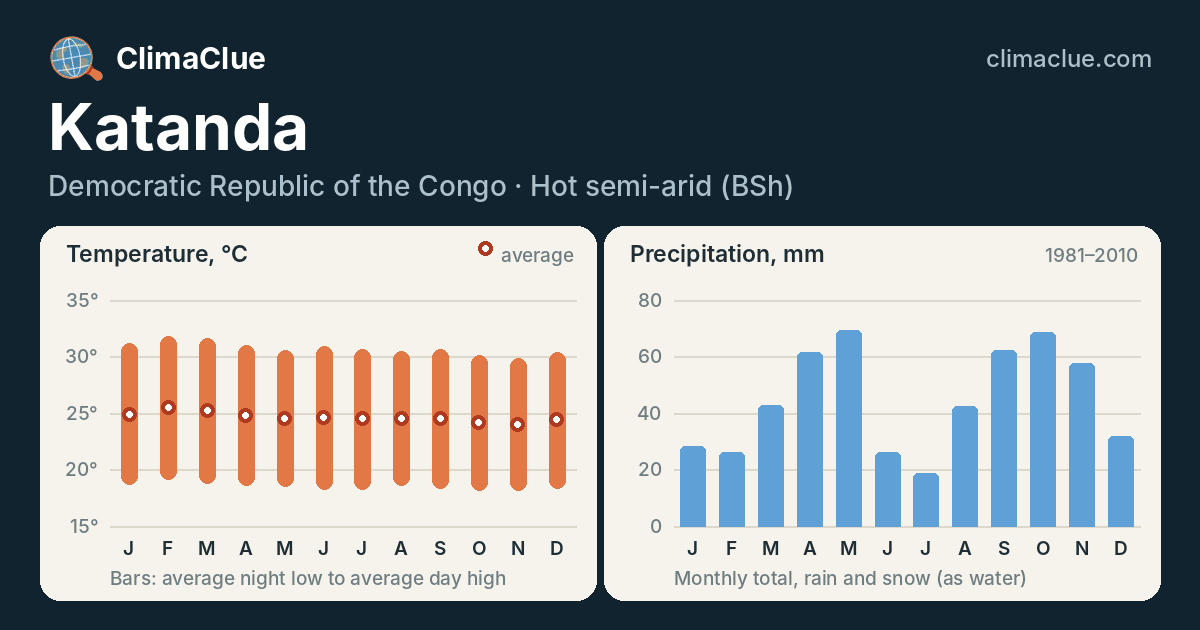 ClimaClue
climaclue.com
Katanda
Democratic Republic of the Congo · Hot semi-arid (BSh)
Temperature, °C
average
35°
30°
25°
20°
15°
J F M A M J J A S O N D
Bars: average night low to average day high
Precipitation, mm
1981–2010
80
60
40
20
0
J F M A M J J A S O N D
Monthly total, rain and snow (as water)